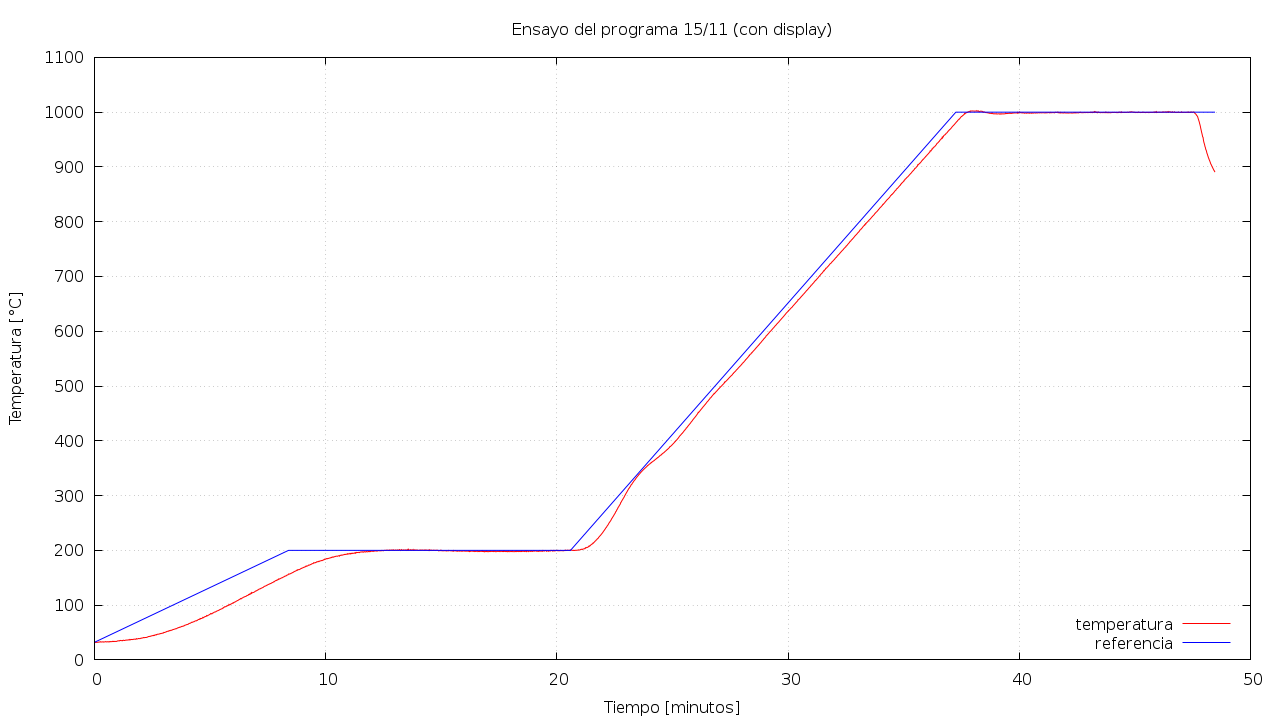 Ensayo del programa 15/11 (con display)
1100
1000
900
800
700
600
500
400
300
200
100
0
Temperatura [°C]
temperatura
referencia
0 10 20 30 40 50
Tiempo [minutos]